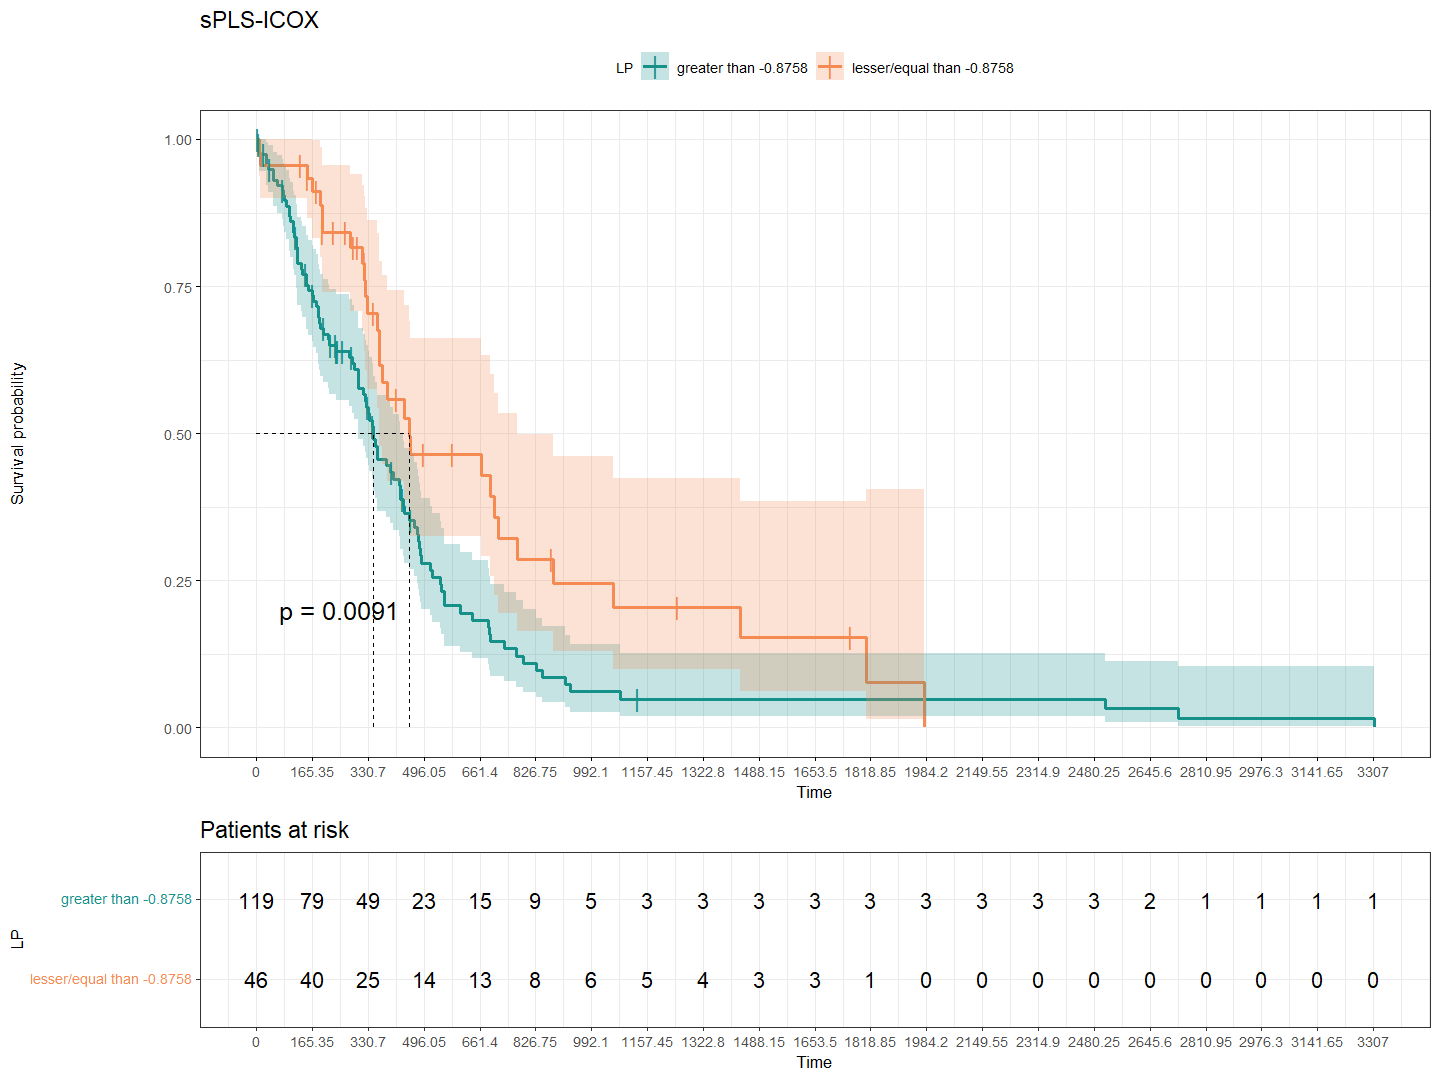 sPLS-ICOX
LP greater than -0.8758 lesser/equal than -0.8758
Survival probability
1.00
0.75
0.50
0.25
0.00
p = 0.0091
0 165.35 330.7 496.05 661.4 826.75 992.1 1157.45 1322.8 1488.15 1653.5 1818.85 1984.2 2149.55 2314.9 2480.25 2645.6 2810.95 2976.3 3141.65 3307
Time
Patients at risk
LP
greater than -0.8758 119 79 49 23 15 9 5 3 3 3 3 3 3 3 3 3 2 1 1 1 1
lesser/equal than -0.8758 46 40 25 14 13 8 6 5 4 3 3 1 0 0 0 0 0 0 0 0 0
0 165.35 330.7 496.05 661.4 826.75 992.1 1157.45 1322.8 1488.15 1653.5 1818.85 1984.2 2149.55 2314.9 2480.25 2645.6 2810.95 2976.3 3141.65 3307
Time